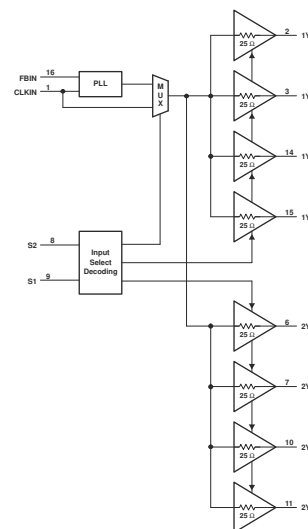 2
25 Ω
1Y
FBIN 16
PLL
CLKIN 1
MUX
3
25 Ω
1Y
14
25 Ω
1Y
15
25 Ω
1Y
S2 8
Input
Select
Decoding
S1 9
6
25 Ω
2Y
7
25 Ω
2Y
10
25 Ω
2Y
11
25 Ω
2Y